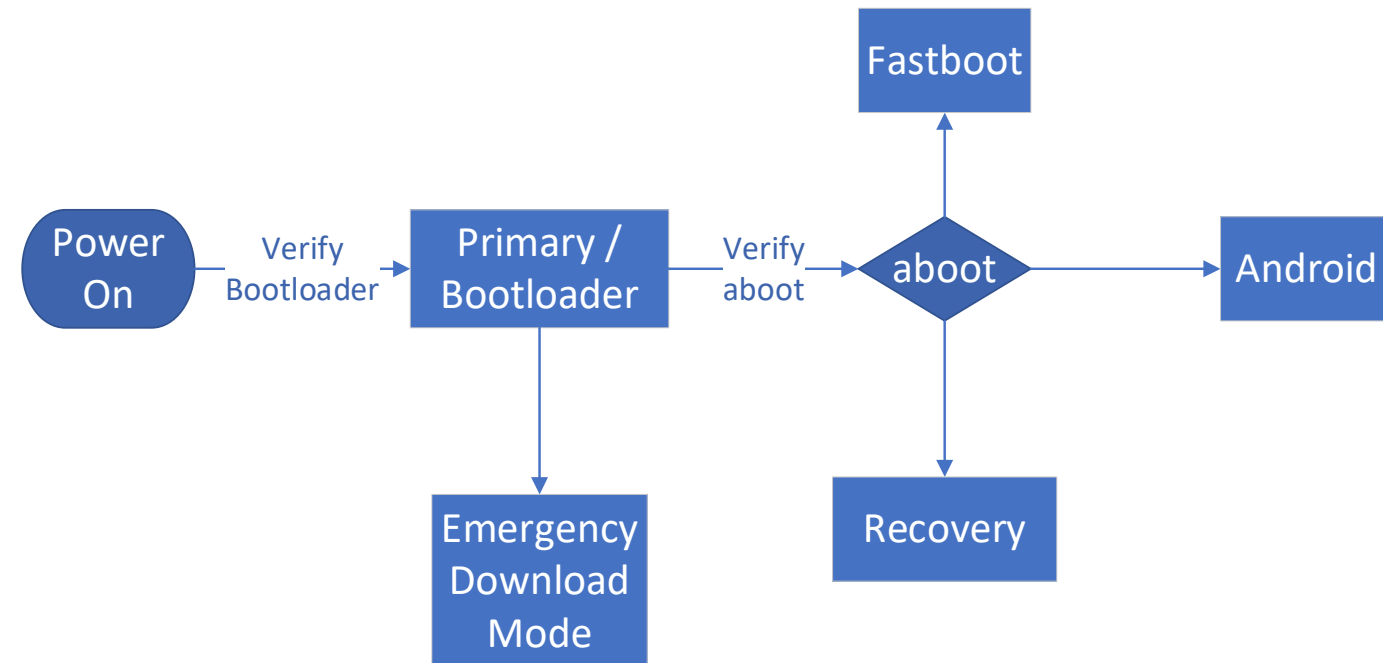 Fastboot
Power
On
Verify
Bootloader
Primary /
Bootloader
Verify
aboot
aboot
Android
Emergency
Download
Mode
Recovery